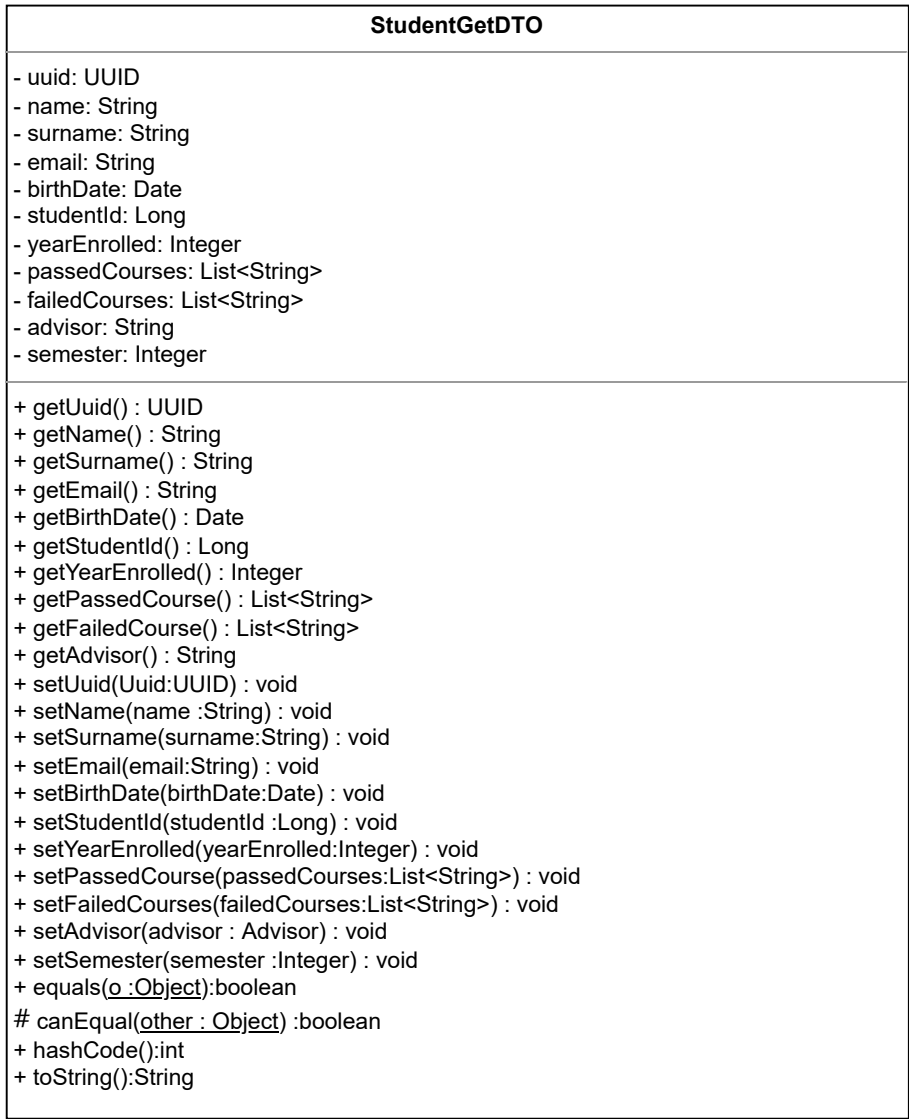 StudentGetDTO
- uuid: UUID
- name: String
- surname: String
- email: String
- birthDate: Date
- studentId: Long
- yearEnrolled: Integer
- passedCourses: List<String>
- failedCourses: List<String>
- advisor: String
- semester: Integer
+ getUuid() : UUID
+ getName() : String
+ getSurname() : String
+ getEmail() : String
+ getBirthDate() : Date
+ getStudentId() : Long
+ getYearEnrolled() : Integer
+ getPassedCourse() : List<String>
+ getFailedCourse() : List<String>
+ getAdvisor() : String
+ setUuid(Uuid:UUID) : void
+ setName(name :String) : void
+ setSurname(surname:String) : void
+ setEmail(email:String) : void
+ setBirthDate(birthDate:Date) : void
+ setStudentId(studentId :Long) : void
+ setYearEnrolled(yearEnrolled:Integer) : void
+ setPassedCourse(passedCourses:List<String>) : void
+ setFailedCourses(failedCourses:List<String>) : void
+ setAdvisor(advisor : Advisor) : void
+ setSemester(semester :Integer) : void
+ equals(o :Object):boolean
# canEqual(other : Object) :boolean
+ hashCode():int
+ toString():String